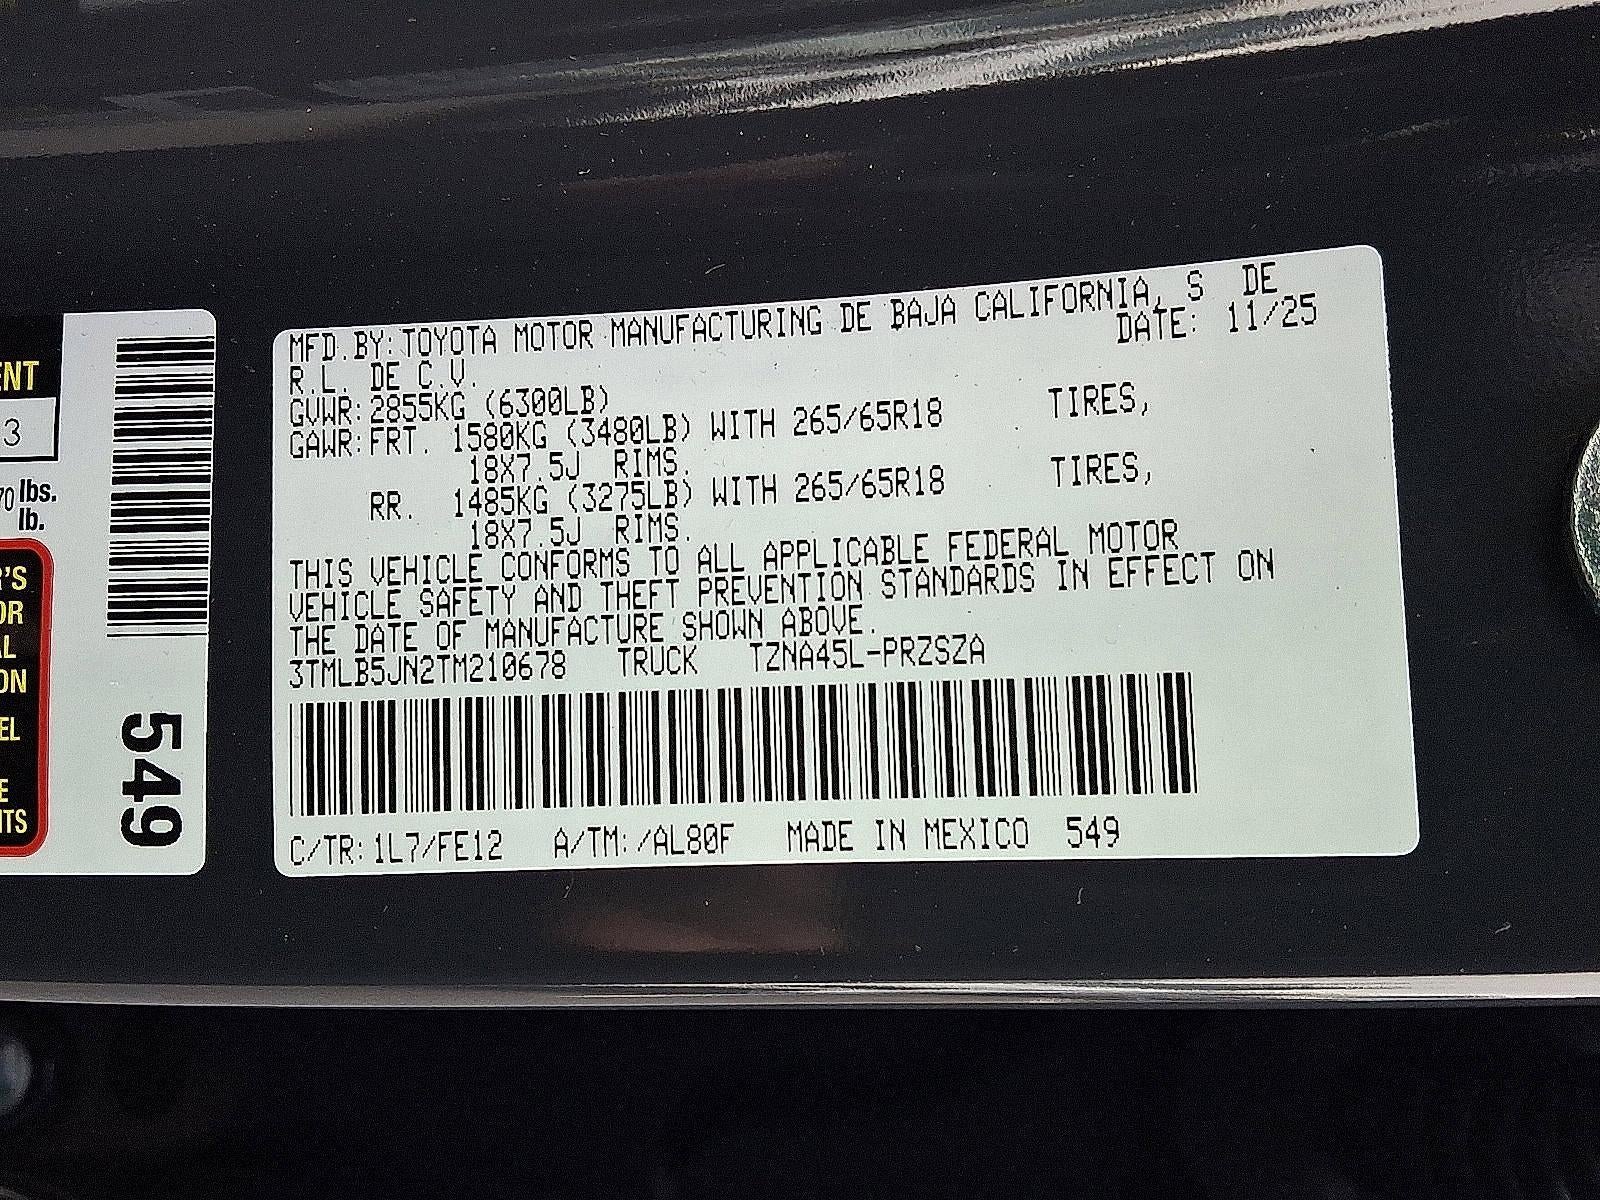 MFD.BY:TOYOTA MOTOR MANUFACTURING DE BAJA CALIFORNIA, S DE
R.L. DE C.V. DATE: 11/25
GVWR:2855KG (6300LB)
GAWR:FRT. 1580KG (3480LB) WITH 265/65R18 TIRES,
18X7.5J RIMS.
RR. 1485KG (3275LB) WITH 265/65R18 TIRES,
18X7.5J RIMS.
THIS VEHICLE CONFORMS TO ALL APPLICABLE FEDERAL MOTOR
VEHICLE SAFETY AND THEFT PREVENTION STANDARDS IN EFFECT ON
THE DATE OF MANUFACTURE SHOWN ABOVE.
3TMLB5JN2TM210678 TRUCK TZNA45L-PRZSZA
C/TR:1L7/FE12 A/TM:/AL80F MADE IN MEXICO 549
3
lbs.
lb.
549